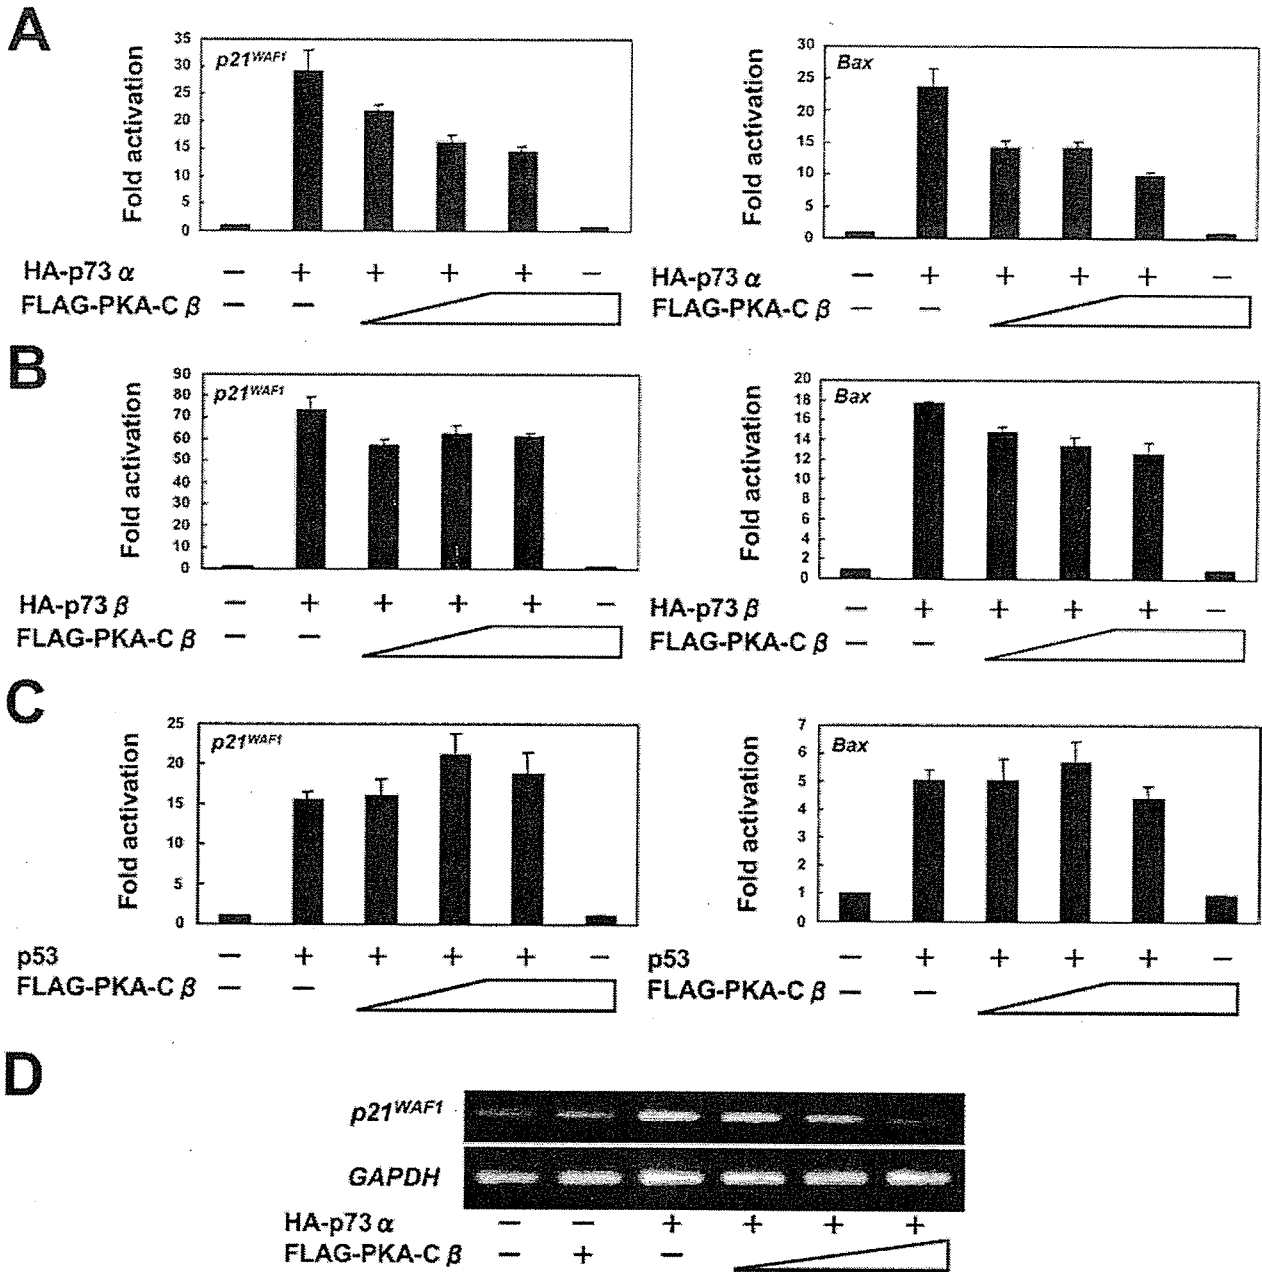 A
Fold activation
35
30
25
20
15
10
5
0
p21WAF1
HA-p73 α − + + + + −
FLAG-PKA-C β − −
Fold activation
30
25
20
15
10
5
0
Bax
HA-p73 α − + + + + −
FLAG-PKA-C β − −
B
Fold activation
90
80
70
60
50
40
30
20
10
0
p21WAF1
HA-p73 β − + + + + −
FLAG-PKA-C β − −
Fold activation
20
18
16
14
12
10
8
6
4
2
0
Bax
HA-p73 β − + + + + −
FLAG-PKA-C β − −
C
Fold activation
25
20
15
10
5
0
p21WAF1
p53 − + + + + −
FLAG-PKA-C β − −
Fold activation
7
6
5
4
3
2
1
0
Bax
p53 − + + + + −
FLAG-PKA-C β − −
D
p21WAF1
GAPDH
HA-p73 α − − + + + +
FLAG-PKA-C β − + −